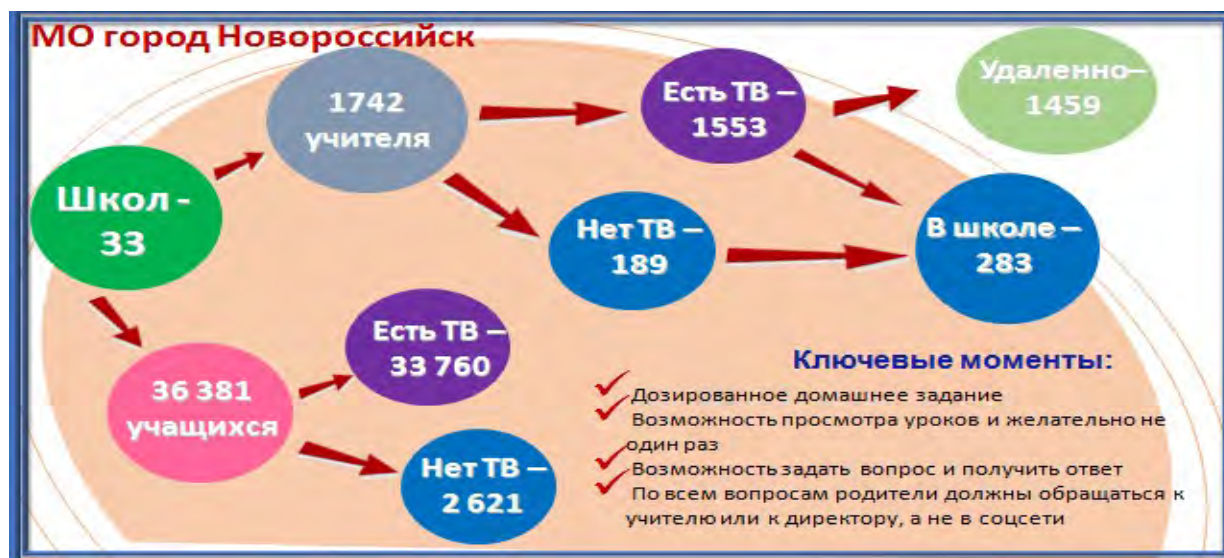 МО город Новороссийск
Школ -
33
1742
учителя
Есть ТВ –
1553
Удаленно–
1459
Нет ТВ –
189
В школе –
283
36 381
учащихся
Есть ТВ –
33 760
Нет ТВ –
2 621
Ключевые моменты:
Дозированное домашнее задание
Возможность просмотра уроков и желательно не
один раз
Возможность задать вопрос и получить ответ
По всем вопросам родители должны обращаться к
учителю или к директору, а не в соцсети